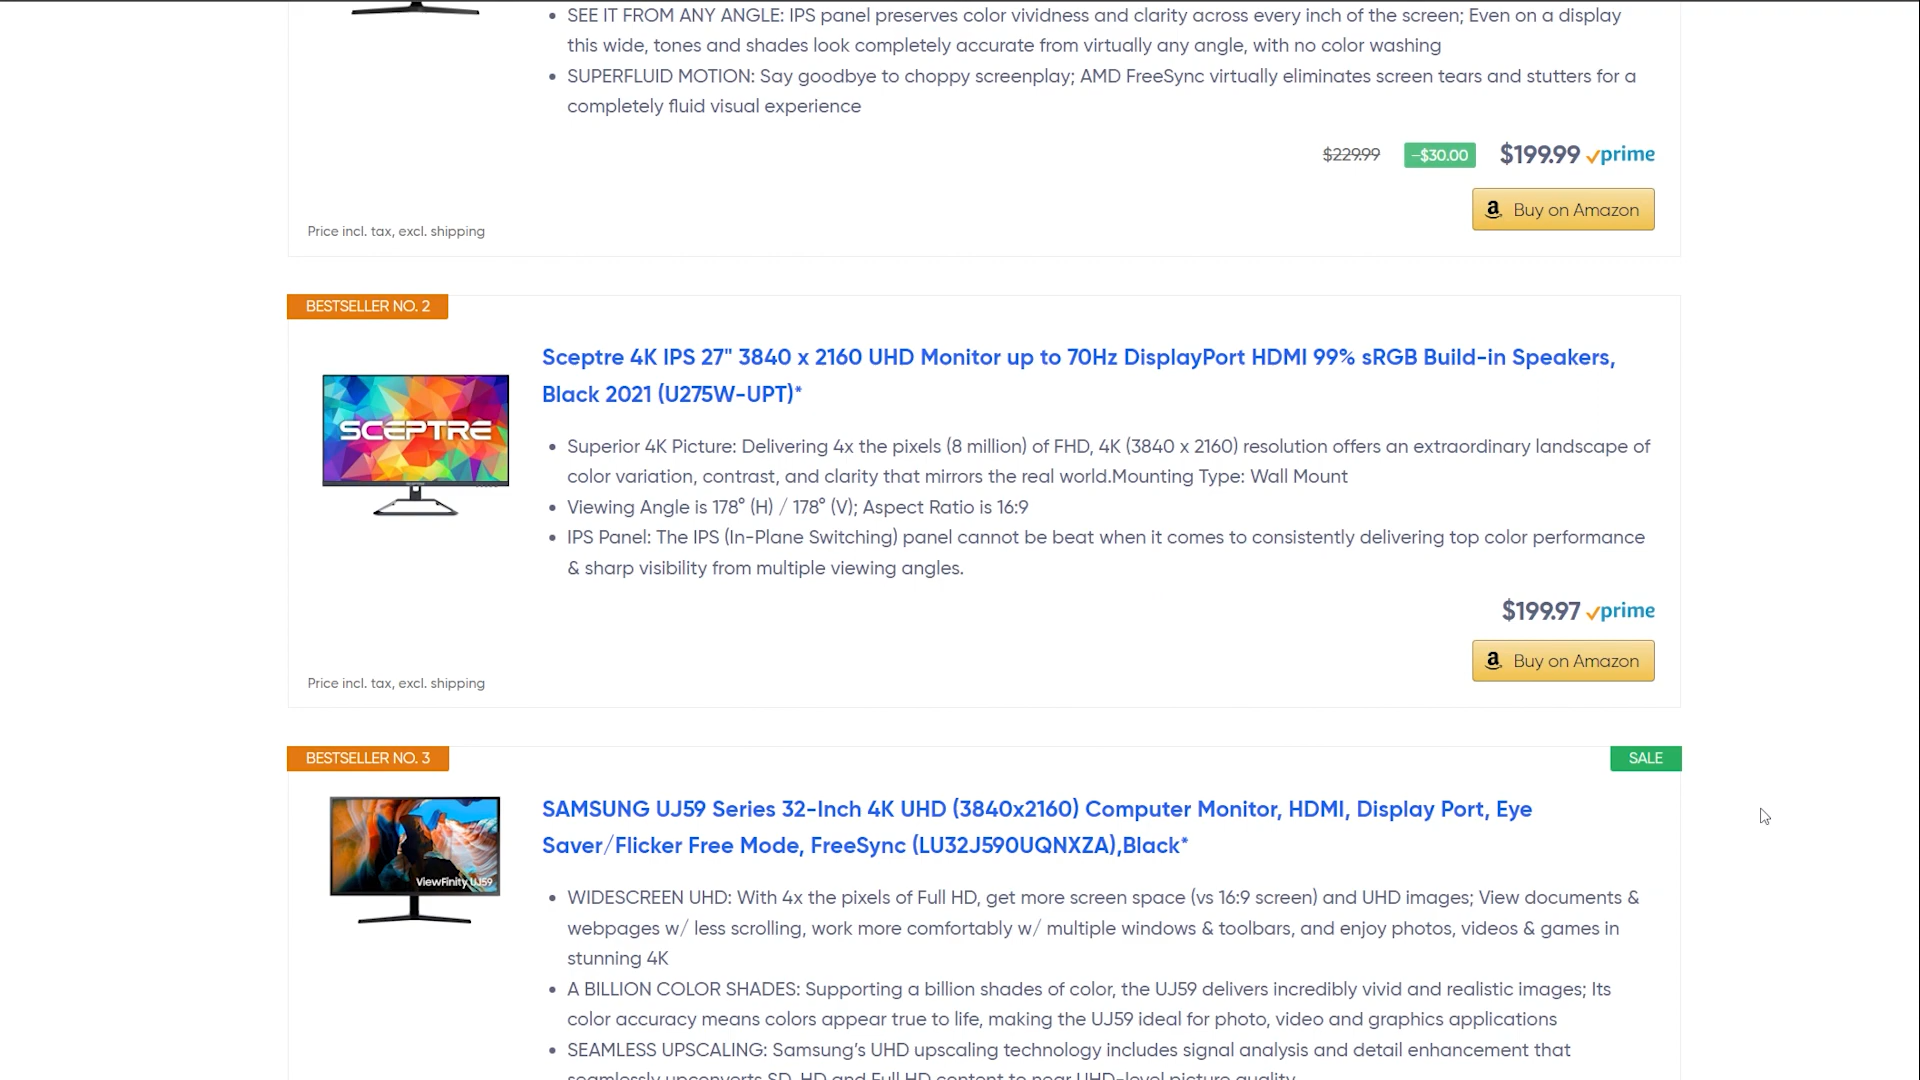 • SEE IT FROM ANY ANGLE: IPS panel preserves color vividness and clarity across every inch of the screen; Even on a display
this wide, tones and shades look completely accurate from virtually any angle, with no color washing
• SUPERFLUID MOTION: Say goodbye to choppy screenplay; AMD FreeSync virtually eliminates screen tears and stutters for a
completely fluid visual experience
$229.99 −$30.00 $199.99 prime
Buy on Amazon
Price incl. tax, excl. shipping
BESTSELLER NO. 2
Sceptre 4K IPS 27" 3840 x 2160 UHD Monitor up to 70Hz DisplayPort HDMI 99% sRGB Build-in Speakers,
Black 2021 (U275W-UPT)*
SCEPTRE
• Superior 4K Picture: Delivering 4x the pixels (8 million) of FHD, 4K (3840 x 2160) resolution offers an extraordinary landscape of
color variation, contrast, and clarity that mirrors the real world.Mounting Type: Wall Mount
• Viewing Angle is 178° (H) / 178° (V); Aspect Ratio is 16:9
• IPS Panel: The IPS (In-Plane Switching) panel cannot be beat when it comes to consistently delivering top color performance
& sharp visibility from multiple viewing angles.
$199.97 prime
Buy on Amazon
Price incl. tax, excl. shipping
BESTSELLER NO. 3
SALE
SAMSUNG UJ59 Series 32-Inch 4K UHD (3840x2160) Computer Monitor, HDMI, Display Port, Eye
Saver/Flicker Free Mode, FreeSync (LU32J590UQNXZA),Black*
ViewFinity UJ59
• WIDESCREEN UHD: With 4x the pixels of Full HD, get more screen space (vs 16:9 screen) and UHD images; View documents &
webpages w/ less scrolling, work more comfortably w/ multiple windows & toolbars, and enjoy photos, videos & games in
stunning 4K
• A BILLION COLOR SHADES: Supporting a billion shades of color, the UJ59 delivers incredibly vivid and realistic images; Its
color accuracy means colors appear true to life, making the UJ59 ideal for photo, video and graphics applications
• SEAMLESS UPSCALING: Samsung's UHD upscaling technology includes signal analysis and detail enhancement that
seamlessly upconverts SD, HD and Full HD content to near UHD-level picture quality